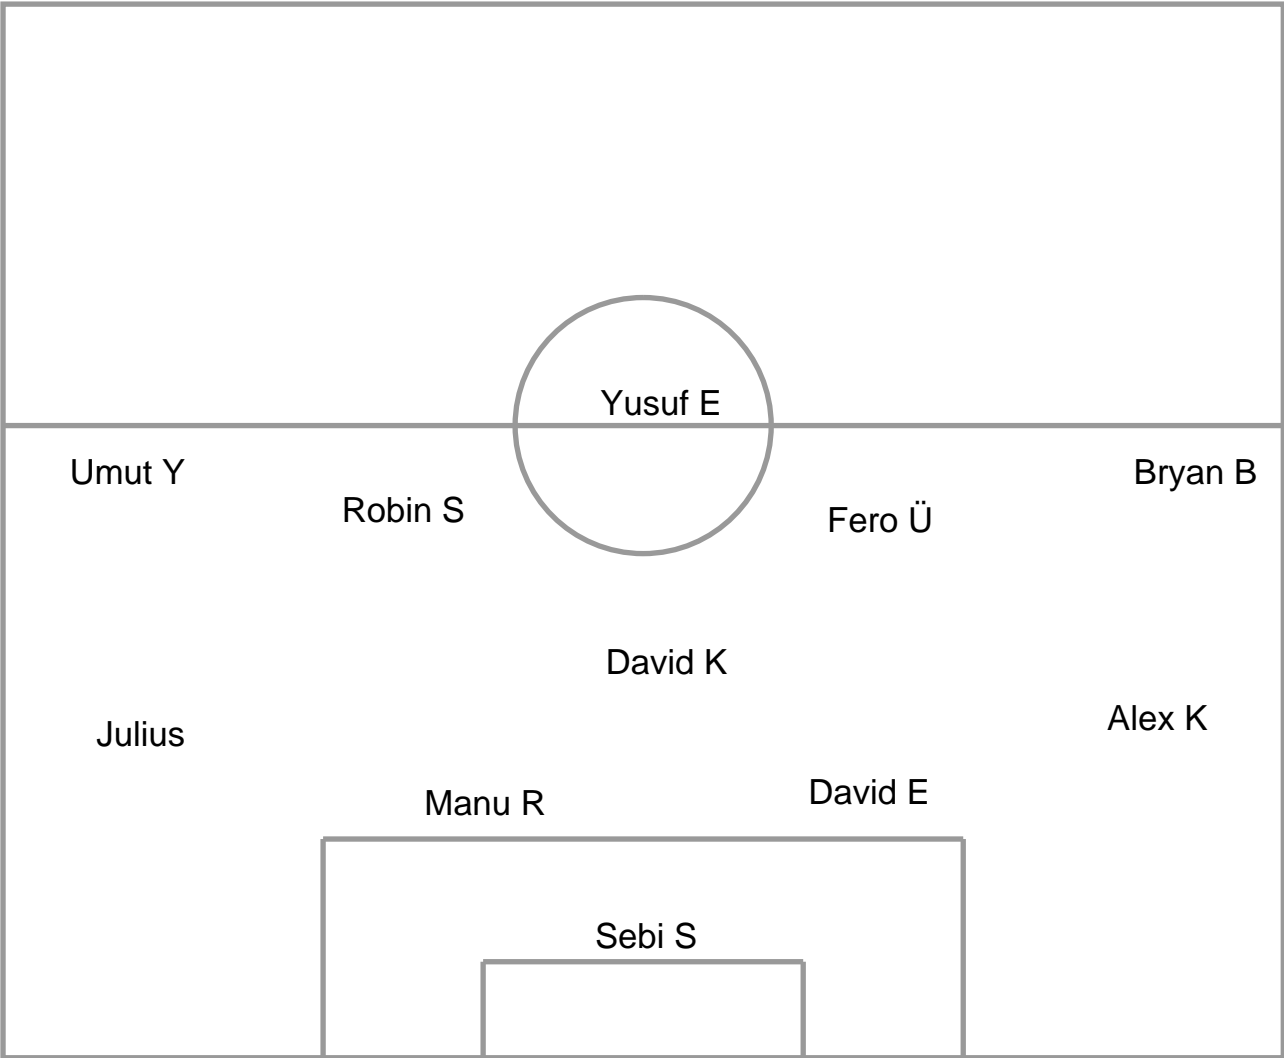 Yusuf E
Umut Y
Bryan B
Robin S
Fero Ü
David K
Alex K
Julius
David E
Manu R
Sebi S